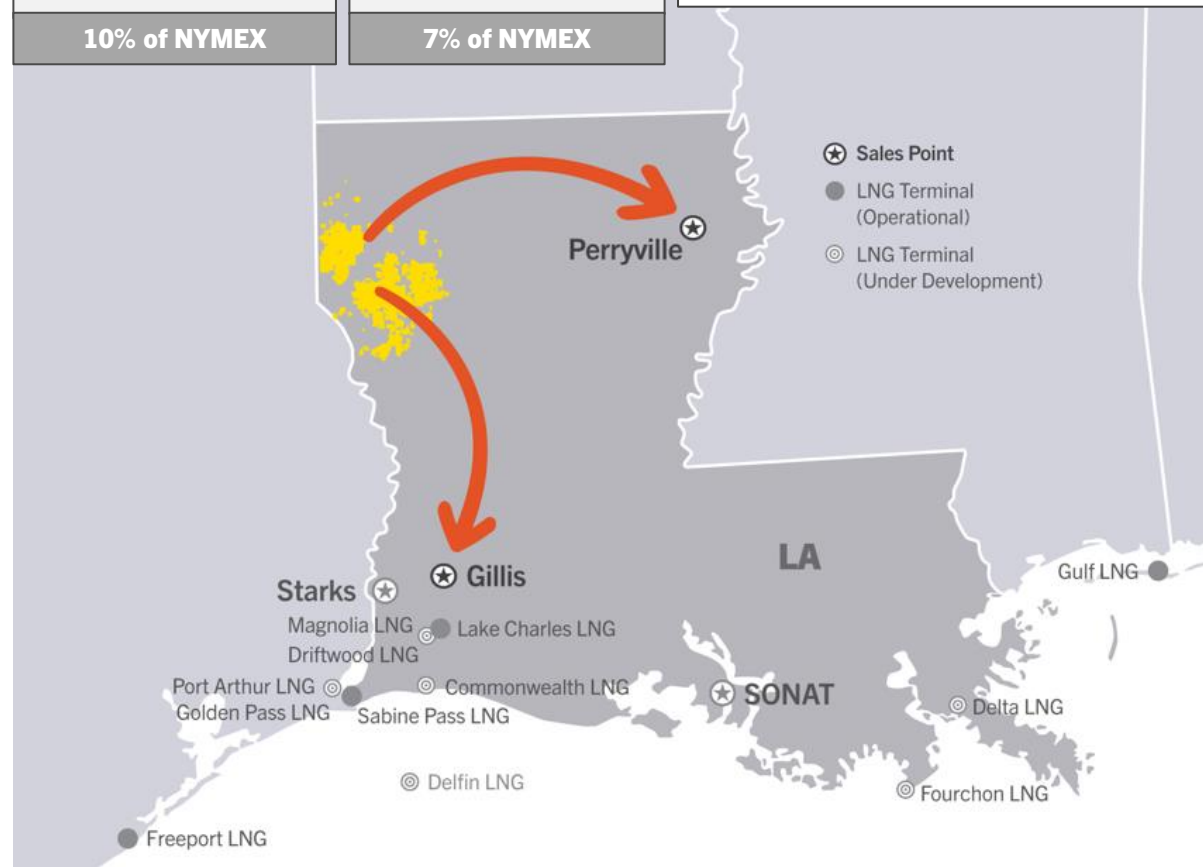 10% of NYMEX
7% of NYMEX
Sales Point
LNG Terminal
(Operational)
LNG Terminal
(Under Development)
Perryville
LA
Gillis
Starks
Gulf LNG
Magnolia LNG
Lake Charles LNG
Driftwood LNG
Port Arthur LNG
Commonwealth LNG
SONAT
Golden Pass LNG
Sabine Pass LNG
Delta LNG
Delfin LNG
Fourchon LNG
Freeport LNG